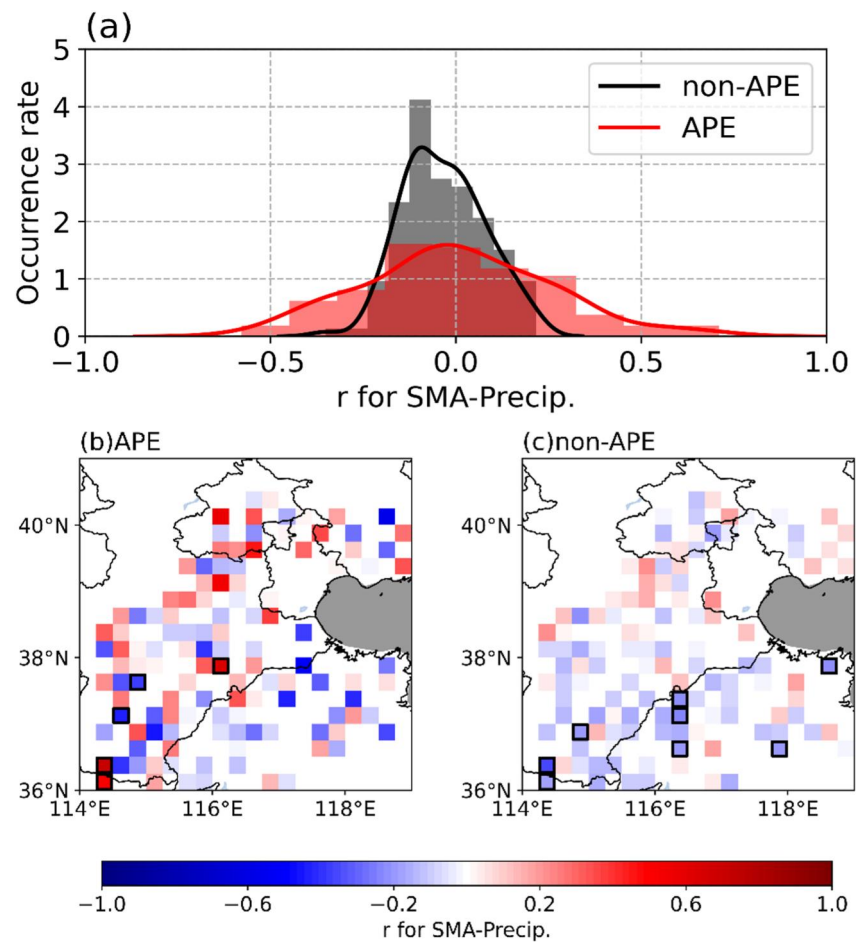 (a)
5
4
3
2
1
0
Occurrence rate
non-APE
APE
−1.0 −0.5 0.0 0.5 1.0
r for SMA-Precip.
(b)APE
40°N
38°N
36°N
114°E 116°E 118°E
(c)non-APE
40°N
38°N
36°N
114°E 116°E 118°E
−1.0 −0.6 −0.2 0.2 0.6 1.0
r for SMA-Precip.